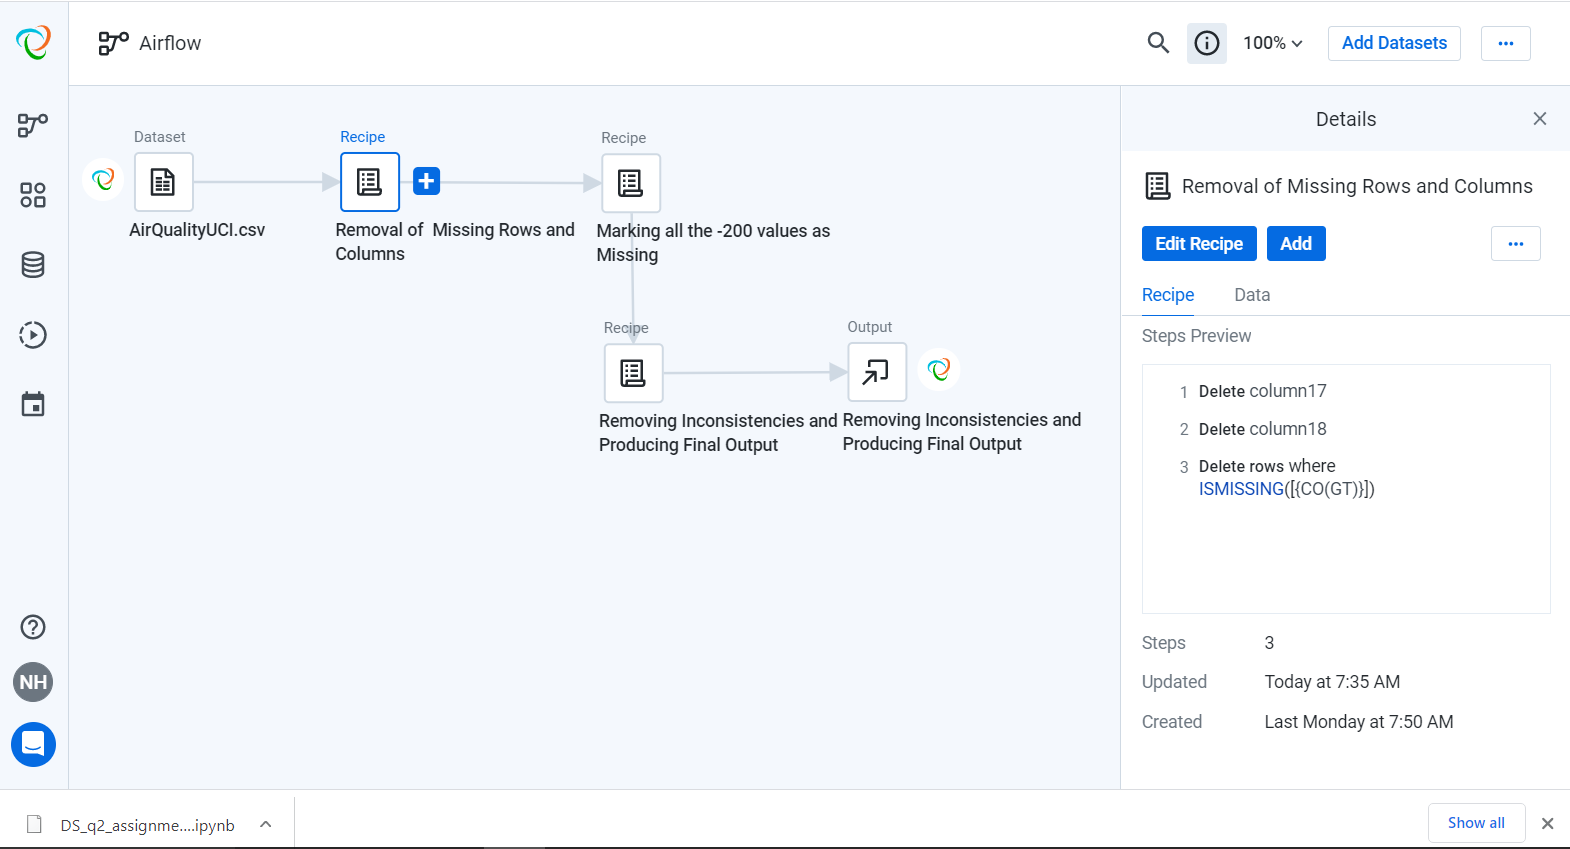 Airflow
100%
Add Datasets
Details
Dataset
Recipe
Recipe
AirQualityUCI.csv
Removal of Missing Rows and
Columns
Marking all the -200 values as
Missing
Recipe
Output
Removing Inconsistencies and
Producing Final Output
Removing Inconsistencies and
Producing Final Output
Removal of Missing Rows and Columns
Edit Recipe
Add
Recipe
Data
Steps Preview
1 Delete column17
2 Delete column18
3 Delete rows where
ISMISSING([{CO(GT)}])
Steps 3
Updated Today at 7:35 AM
Created Last Monday at 7:50 AM
NH
DS_q2_assignme....ipynb
Show all